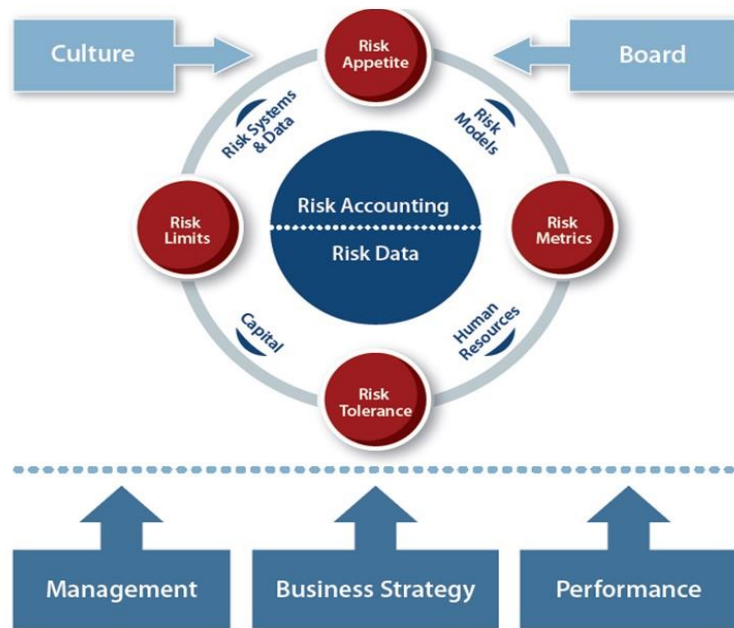 Culture
Risk
Appetite
Board
Risk Systems
& Data
Risk
Models
Risk Accounting
Risk Data
Risk
Limits
Risk
Metrics
Capital
Human
Resources
Risk
Tolerance
Management
Business Strategy
Performance